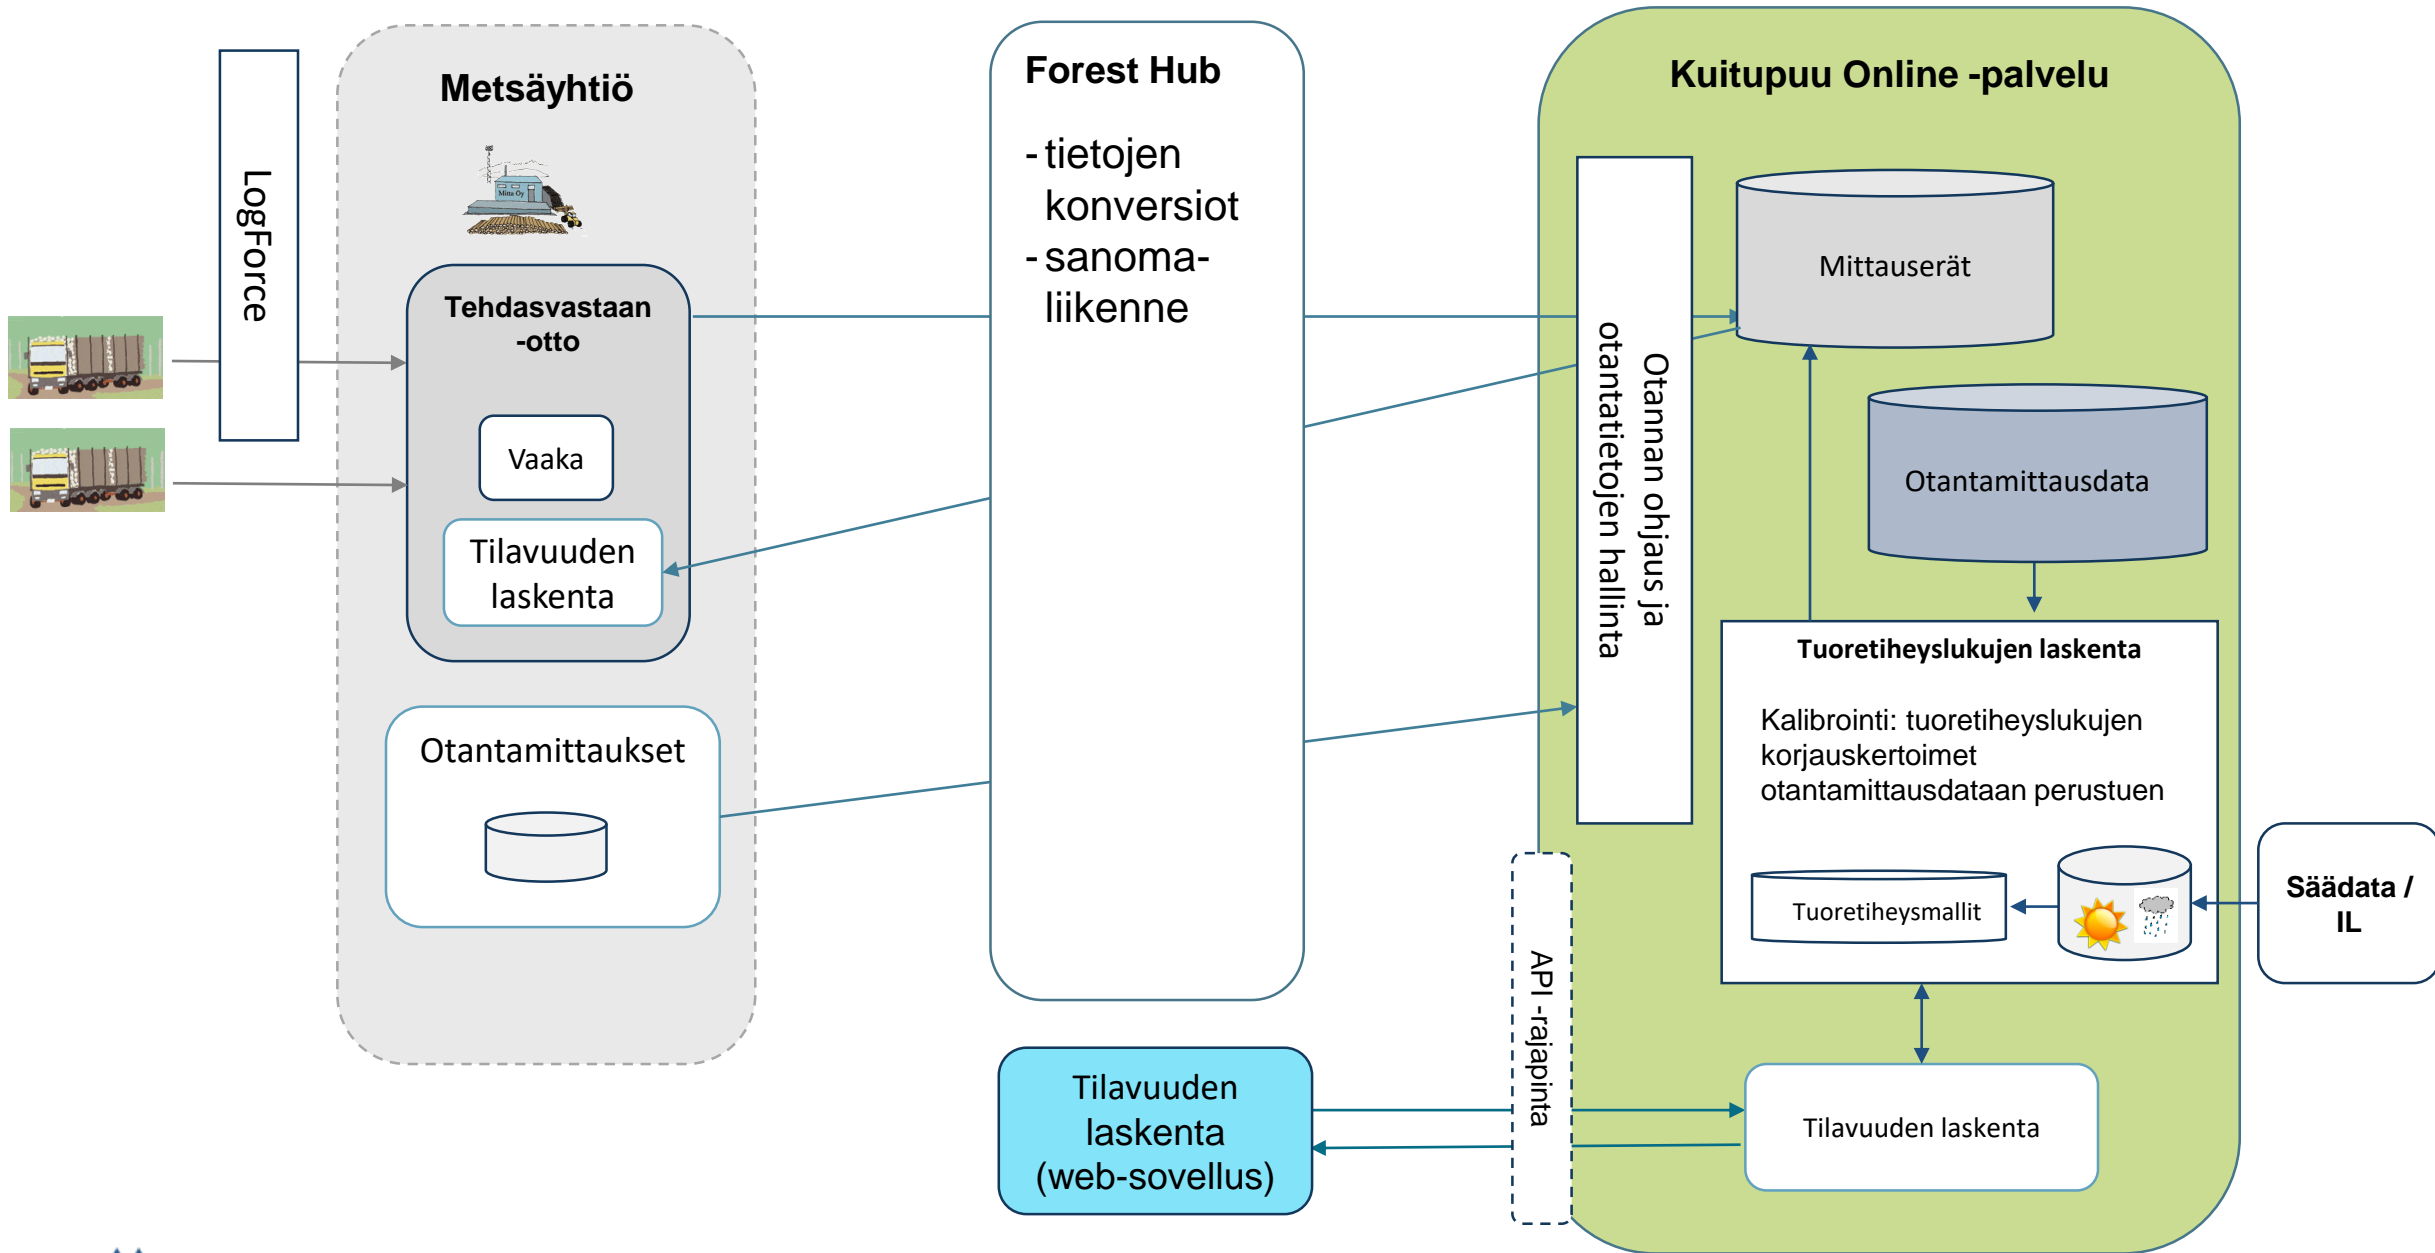 LogForce
Metsäyhtiö
Mitta Oy
Tehdasvastaan
-otto
Vaaka
Tilavuuden
laskenta
Otantamittaukset
Forest Hub
- tietojen
konversiot
- sanoma-
liikenne
Tilavuuden
laskenta
(web-sovellus)
Kuitupuu Online -palvelu
Otannan ohjaus ja
otantatietojen hallinta
Mittauserät
Otantamittausdata
Tuoretiheyslukujen laskenta
Kalibrointi: tuoretiheyslukujen
korjauskertoimet
otantamittausdataan perustuen
Tuoretiheysmallit
Säädata /
IL
API -rajapinta
Tilavuuden laskenta